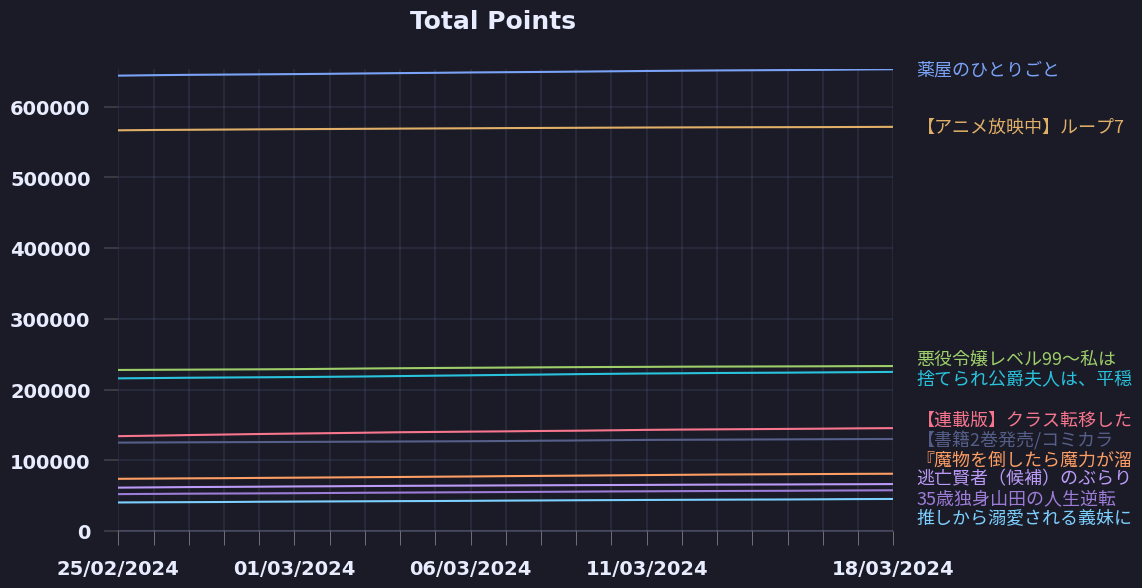 Total Points
600000
500000
400000
300000
200000
100000
0
25/02/2024
01/03/2024
06/03/2024
11/03/2024
18/03/2024
薬屋のひとりごと
【アニメ放映中】ループ7
悪役令嬢レベル99～私は
捨てられ公爵夫人は、平穏
【連載版】クラス転移した
【書籍2巻発売/コミカラ
『魔物を倒したら魔力が溜
逃亡賢者（候補）のぶらり
35歳独身山田の人生逆転
推しから溺愛される義妹に